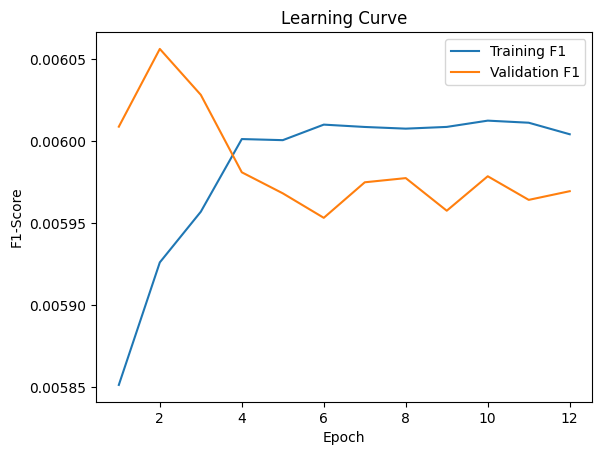 Learning Curve
Training F1
Validation F1
0.00605
0.00600
0.00595
0.00590
0.00585
F1-Score
2
4
6
8
10
12
Epoch